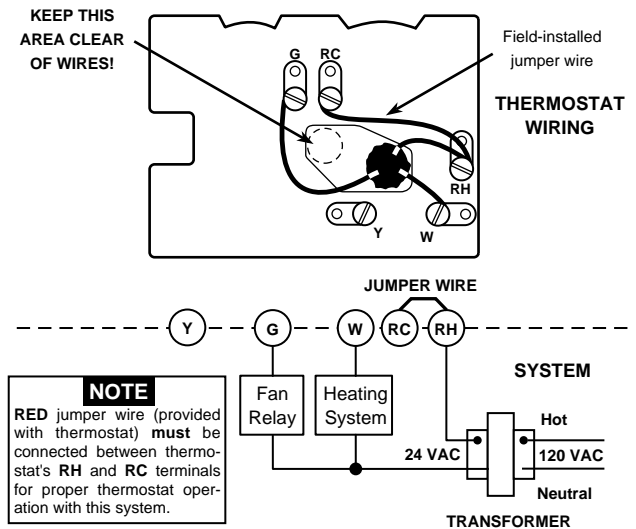 KEEP THIS
AREA CLEAR
OF WIRES!
G
RC
Field-installed
jumper wire
THERMOSTAT
WIRING
RH
Y
W
JUMPER WIRE
Y
G
W
RC
RH
SYSTEM
NOTE
RED jumper wire (provided
with thermostat) must be
connected between thermo-
stat's RH and RC terminals
for proper thermostat oper-
ation with this system.
Fan
Relay
Heating
System
Hot
24 VAC
120 VAC
Neutral
TRANSFORMER